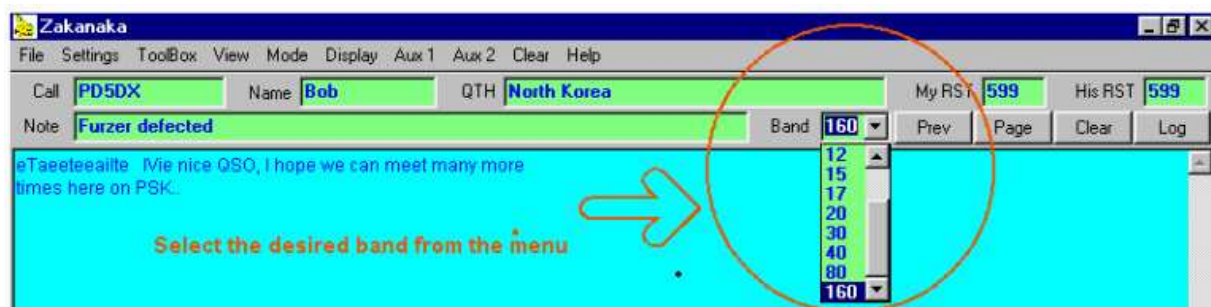 Zakanaka
File Settings ToolBox View Mode Display Aux 1 Aux 2 Clear Help
Call PD5DX Name Bob QTH North Korea My RST 599 His RST 599
Note Furzer defected Band 160 Prev Page Clear Log
eTaeeteeailte IVie nice QSO, I hope we can meet many more
times here on PSK..
12
15
17
20
30
40
80
160
Select the desired band from the menu